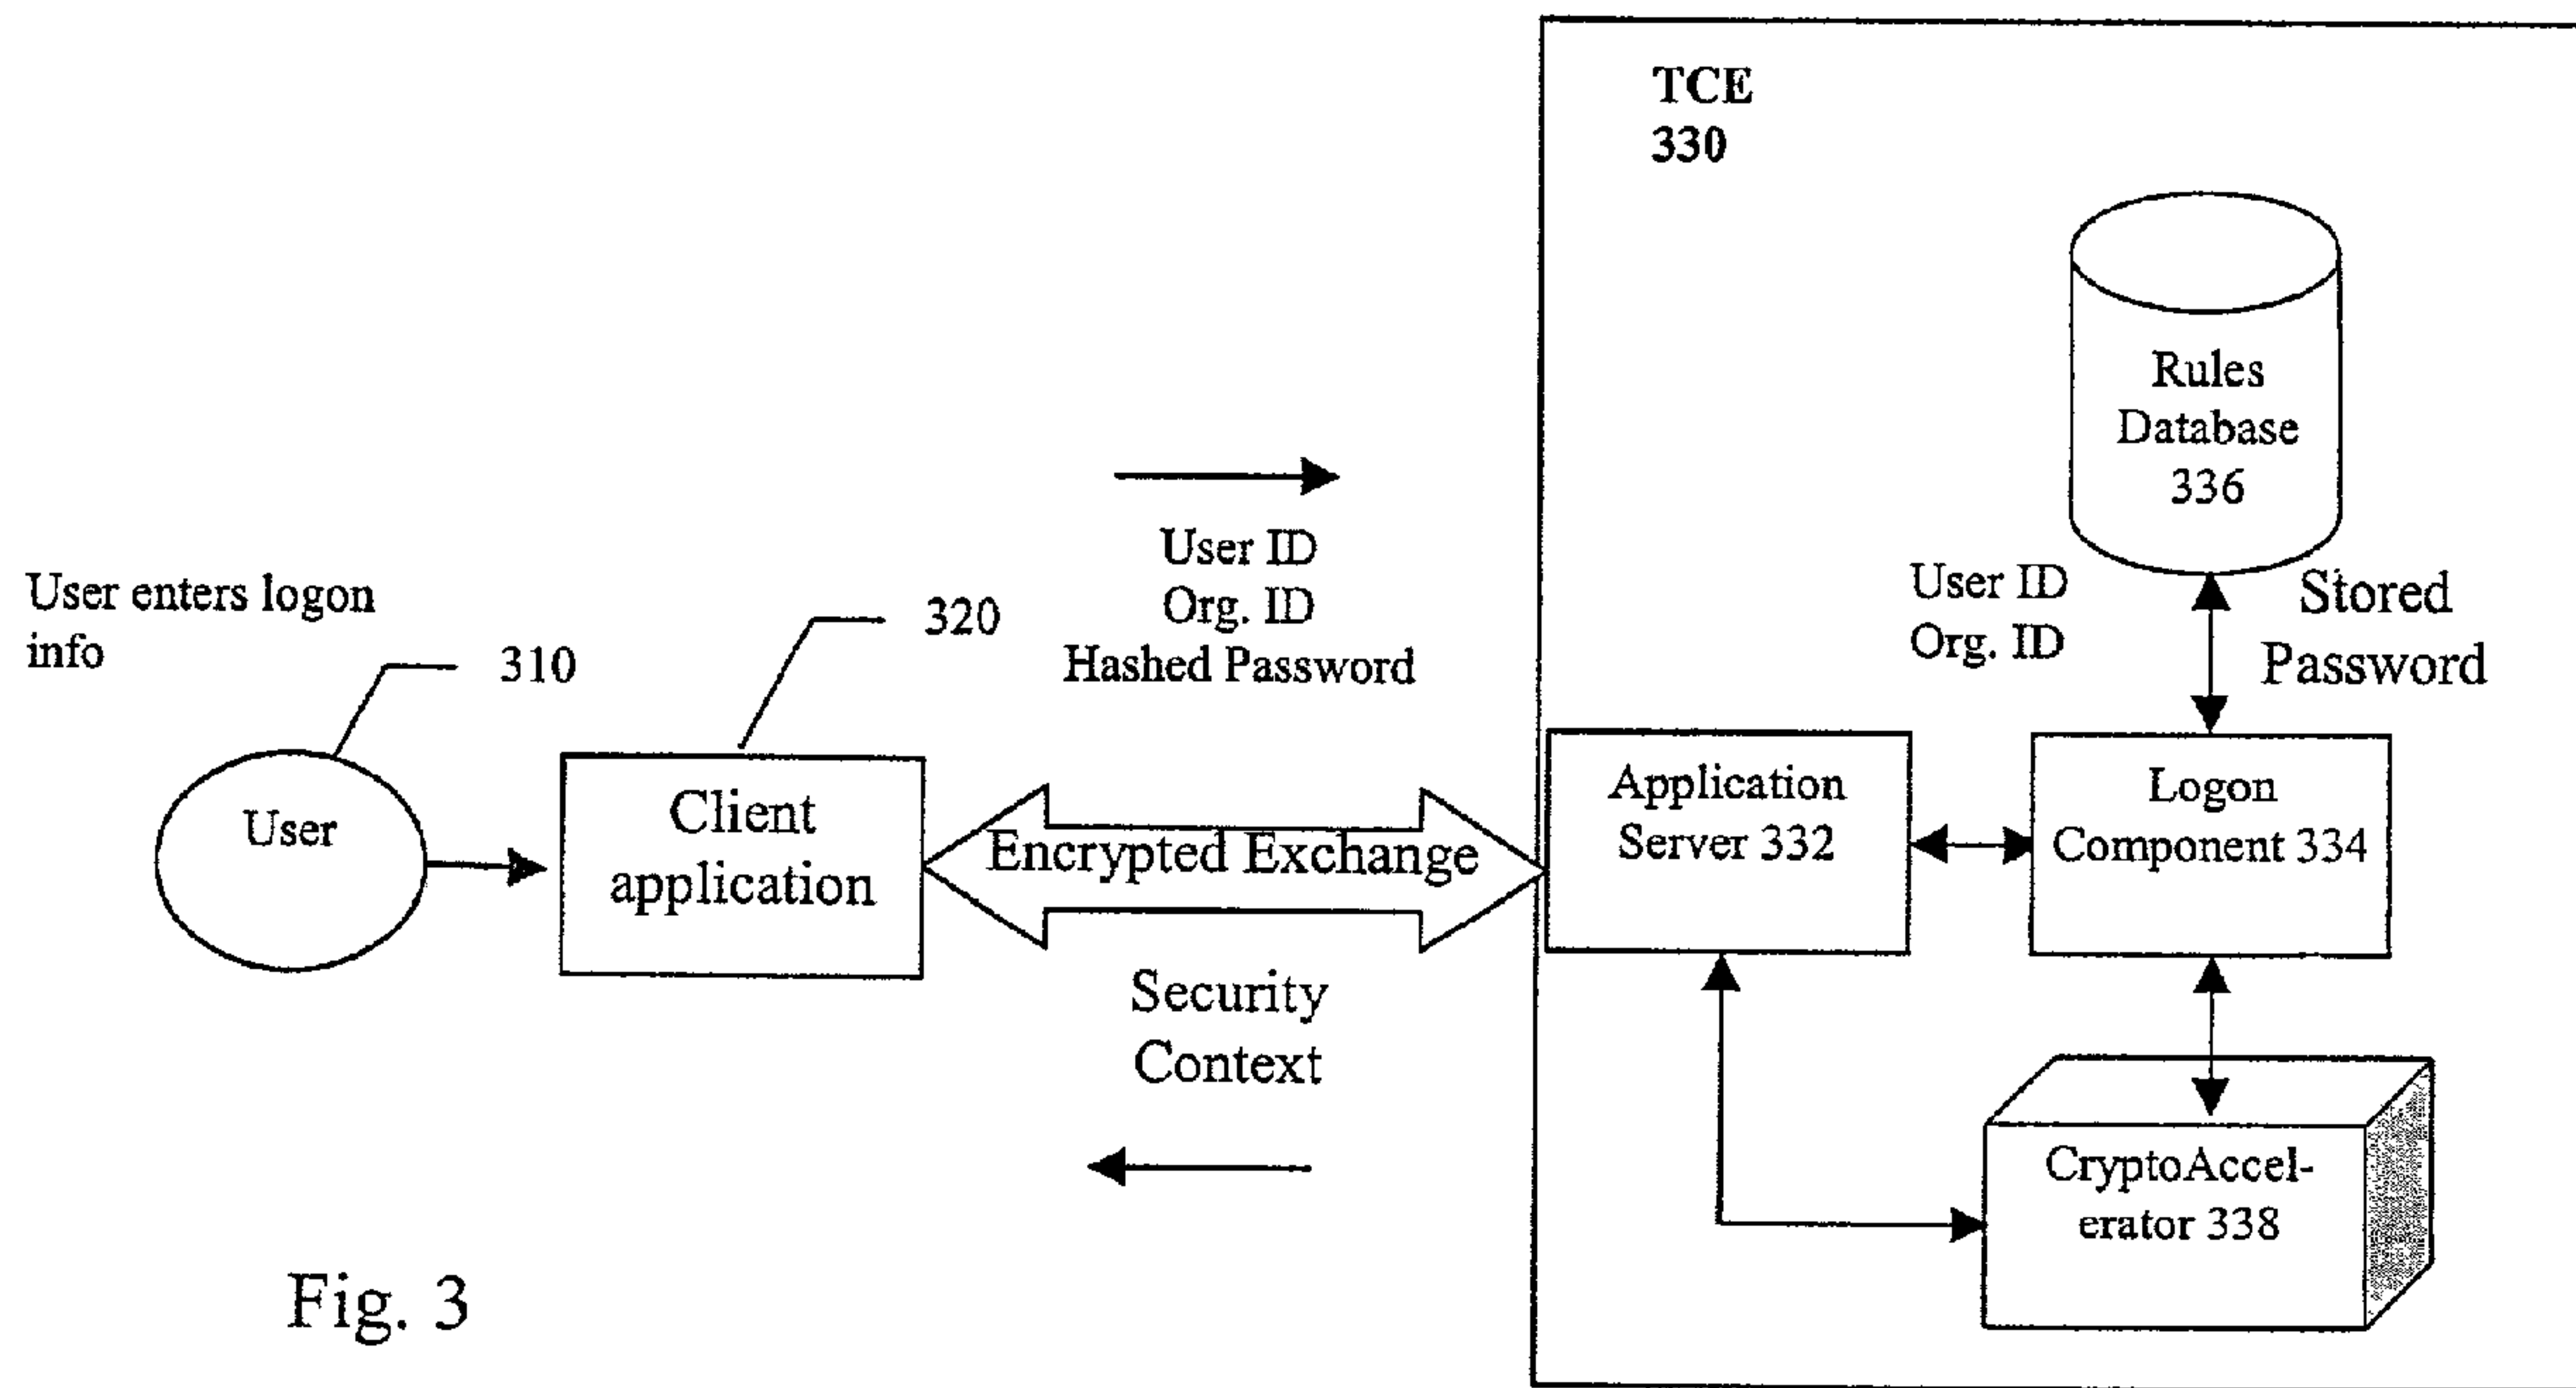 TCE
330
Rules
Database
336
User ID
Org. ID
Hashed Password
User enters logon
info
310
320
User ID
Org. ID
Stored
Password
User
Client
application
Encrypted Exchange
Application
Server 332
Logon
Component 334
Security
Context
CryptoAccel-
erator 338
Fig. 3